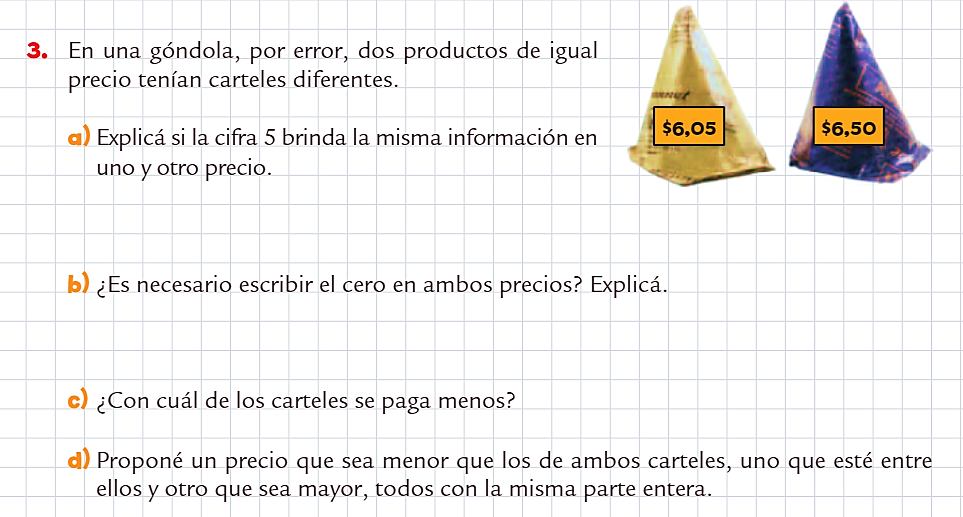 3. En una góndola, por error, dos productos de igual
precio tenían carteles diferentes.
$6,05
$6,50
a) Explicá si la cifra 5 brinda la misma información en
uno y otro precio.
b) ¿Es necesario escribir el cero en ambos precios? Explicá.
c) ¿Con cuál de los carteles se paga menos?
d) Proponé un precio que sea menor que los de ambos carteles, uno que esté entre
ellos y otro que sea mayor, todos con la misma parte entera.